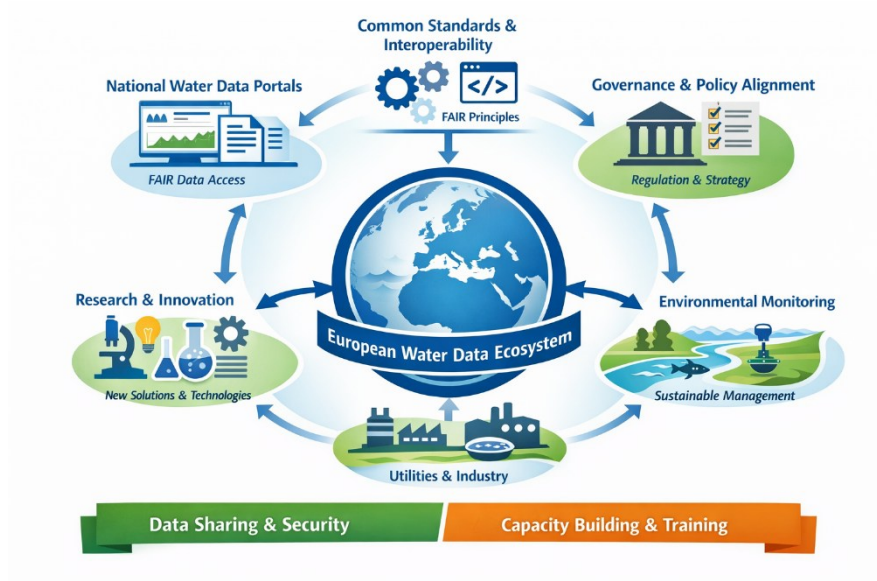 Common Standards &
Interoperability
</>
FAIR Principles
National Water Data Portals
FAIR Data Access
Governance & Policy Alignment
Regulation & Strategy
Research & Innovation
New Solutions & Technologies
European Water Data Ecosystem
Environmental Monitoring
Sustainable Management
Utilities & Industry
Data Sharing & Security
Capacity Building & Training